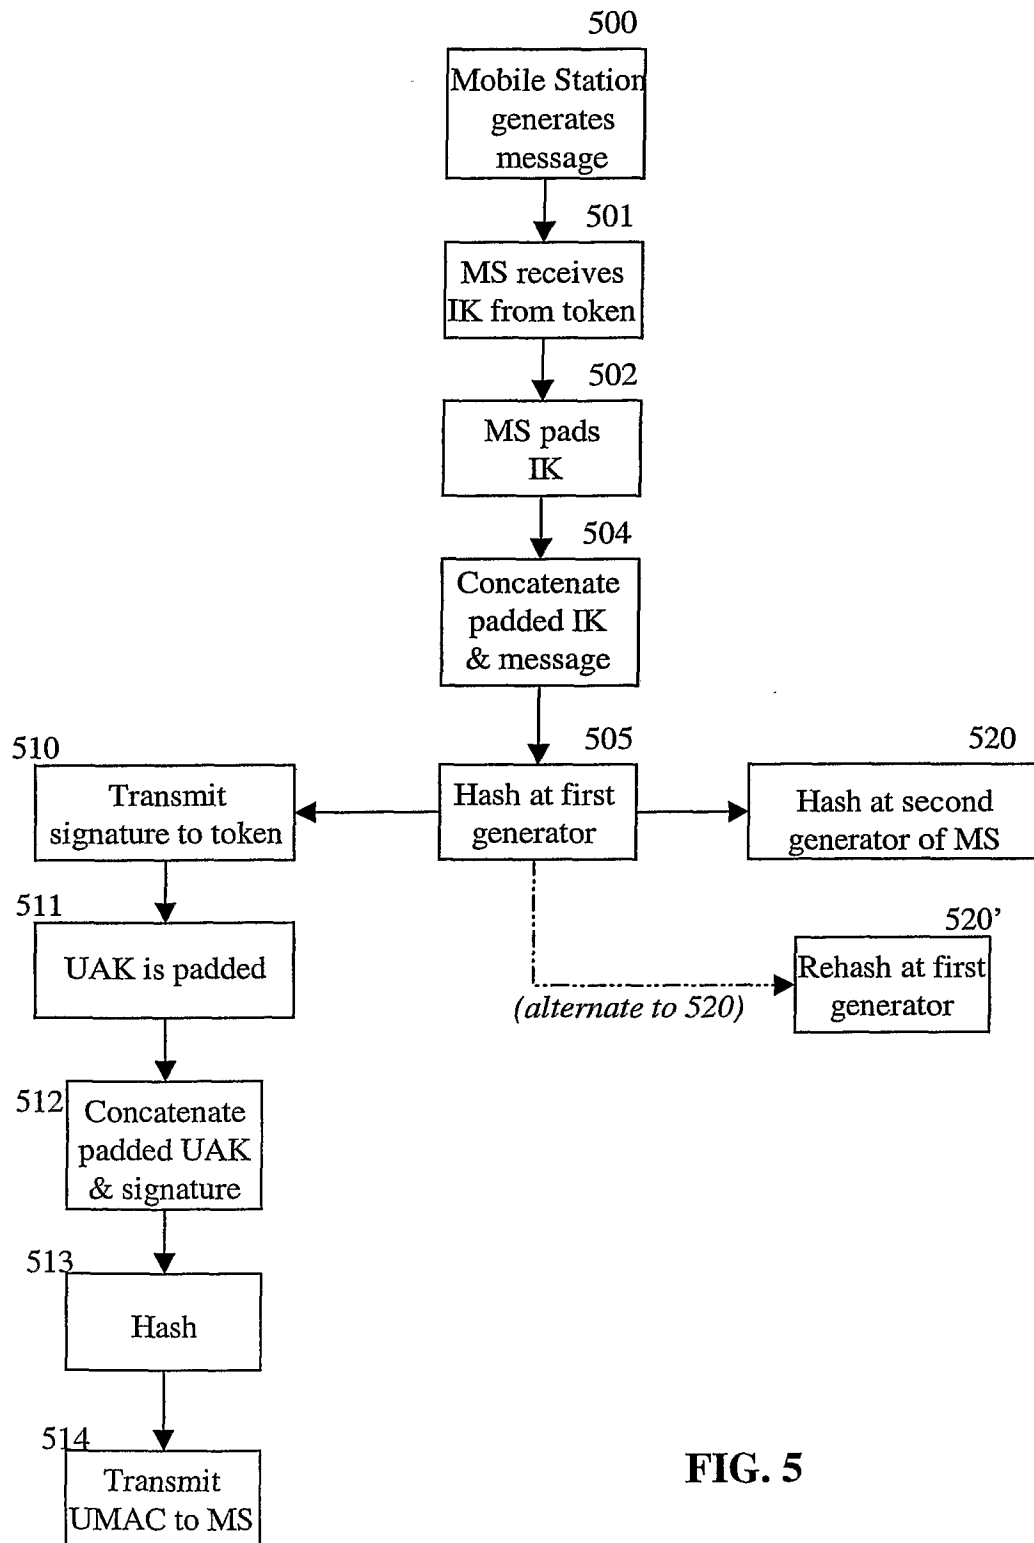 500
Mobile Station
generates
message
501
MS receives
IK from token
502
MS pads
IK
504
Concatenate
padded IK
& message
510
Transmit
signature to token
505
Hash at first
generator
520
Hash at second
generator of MS
511
UAK is padded
520’
Rehash at first
generator
(alternate to 520)
512
Concatenate
padded UAK
& signature
513
Hash
514
Transmit
UMAC to MS
FIG. 5